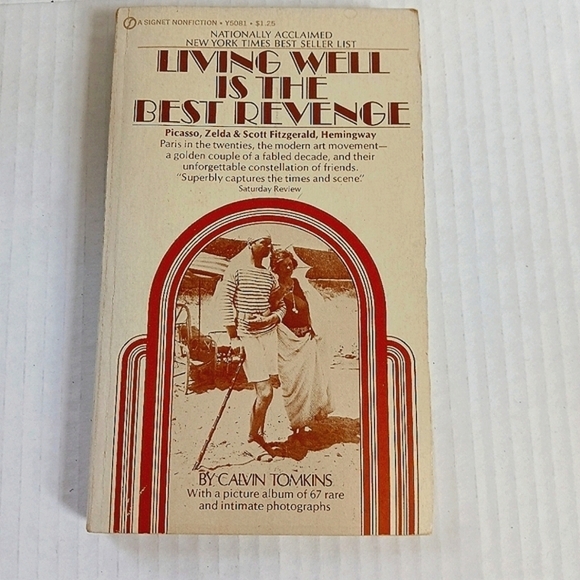 A SIGNET NONFICTION • Y5081 • $1.25
NATIONALLY ACCLAIMED
NEW YORK TIMES BEST SELLER LIST
LIVING WELL
IS THE
BEST REVENGE
Picasso, Zelda & Scott Fitzgerald, Hemingway
Paris in the twenties, the modern art movement—
a golden couple of a fabled decade, and their
unforgettable constellation of friends.
"Superbly captures the times and scene."
Saturday Review
BY CALVIN TOMKINS
With a picture album of 67 rare
and intimate photographs